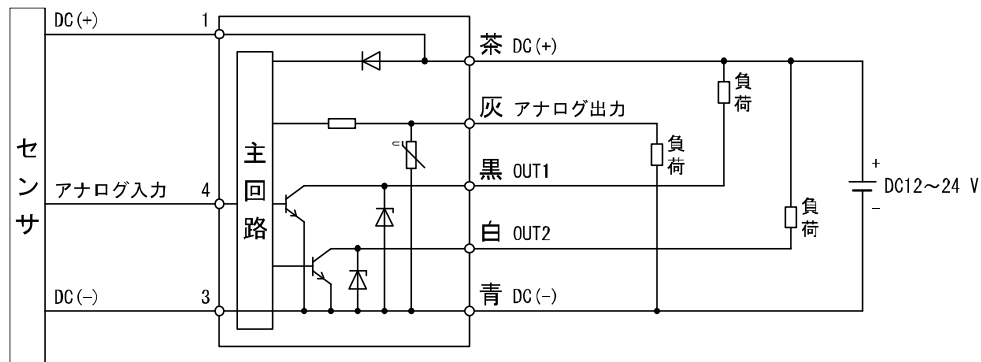 DC(+)
1
茶 DC(+)
負荷
灰 アナログ出力
負荷
センサ
主回路
黒 OUT1
+
DC12～24 V
−
アナログ入力
4
白 OUT2
負荷
DC(−)
3
青 DC(−)